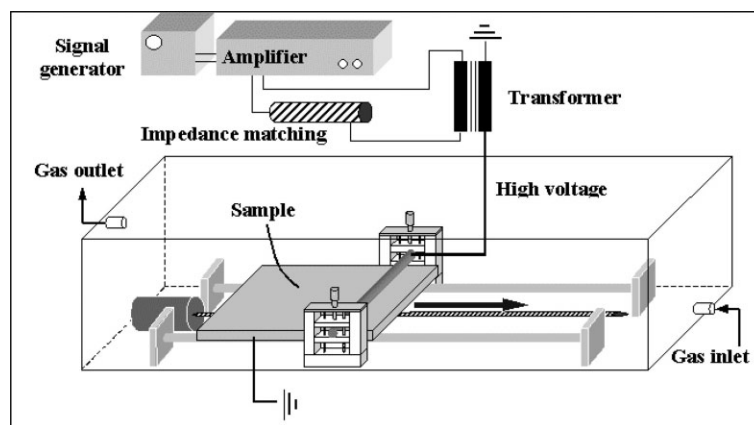 Signal
generator
Amplifier
Transformer
Impedance matching
Gas outlet
High voltage
Sample
Gas inlet